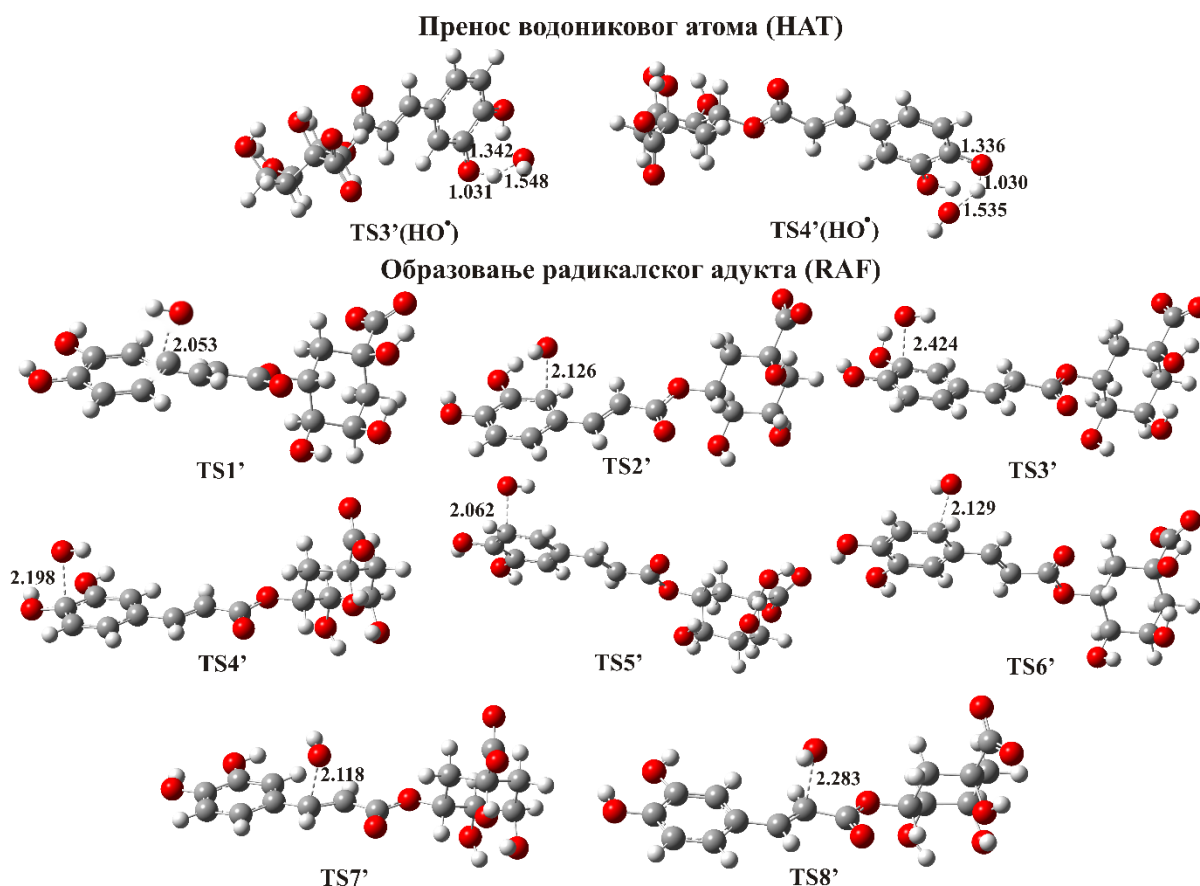 Пренос водониковог атома (HAT)
1.342
1.031
1.548
TS3’(HO•)
1.336
1.030
1.535
TS4’(HO•)
Образовање радикалског адукта (RAF)
2.053
TS1’
2.126
TS2’
2.424
TS3’
2.198
TS4’
2.062
TS5’
2.129
TS6’
2.118
TS7’
2.283
TS8’